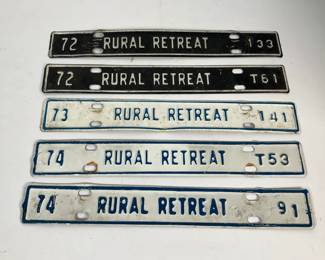 72 RURAL RETREAT 133
72 RURAL RETREAT T61
73 RURAL RETREAT T41
74 RURAL RETREAT T53
74 RURAL RETREAT 91